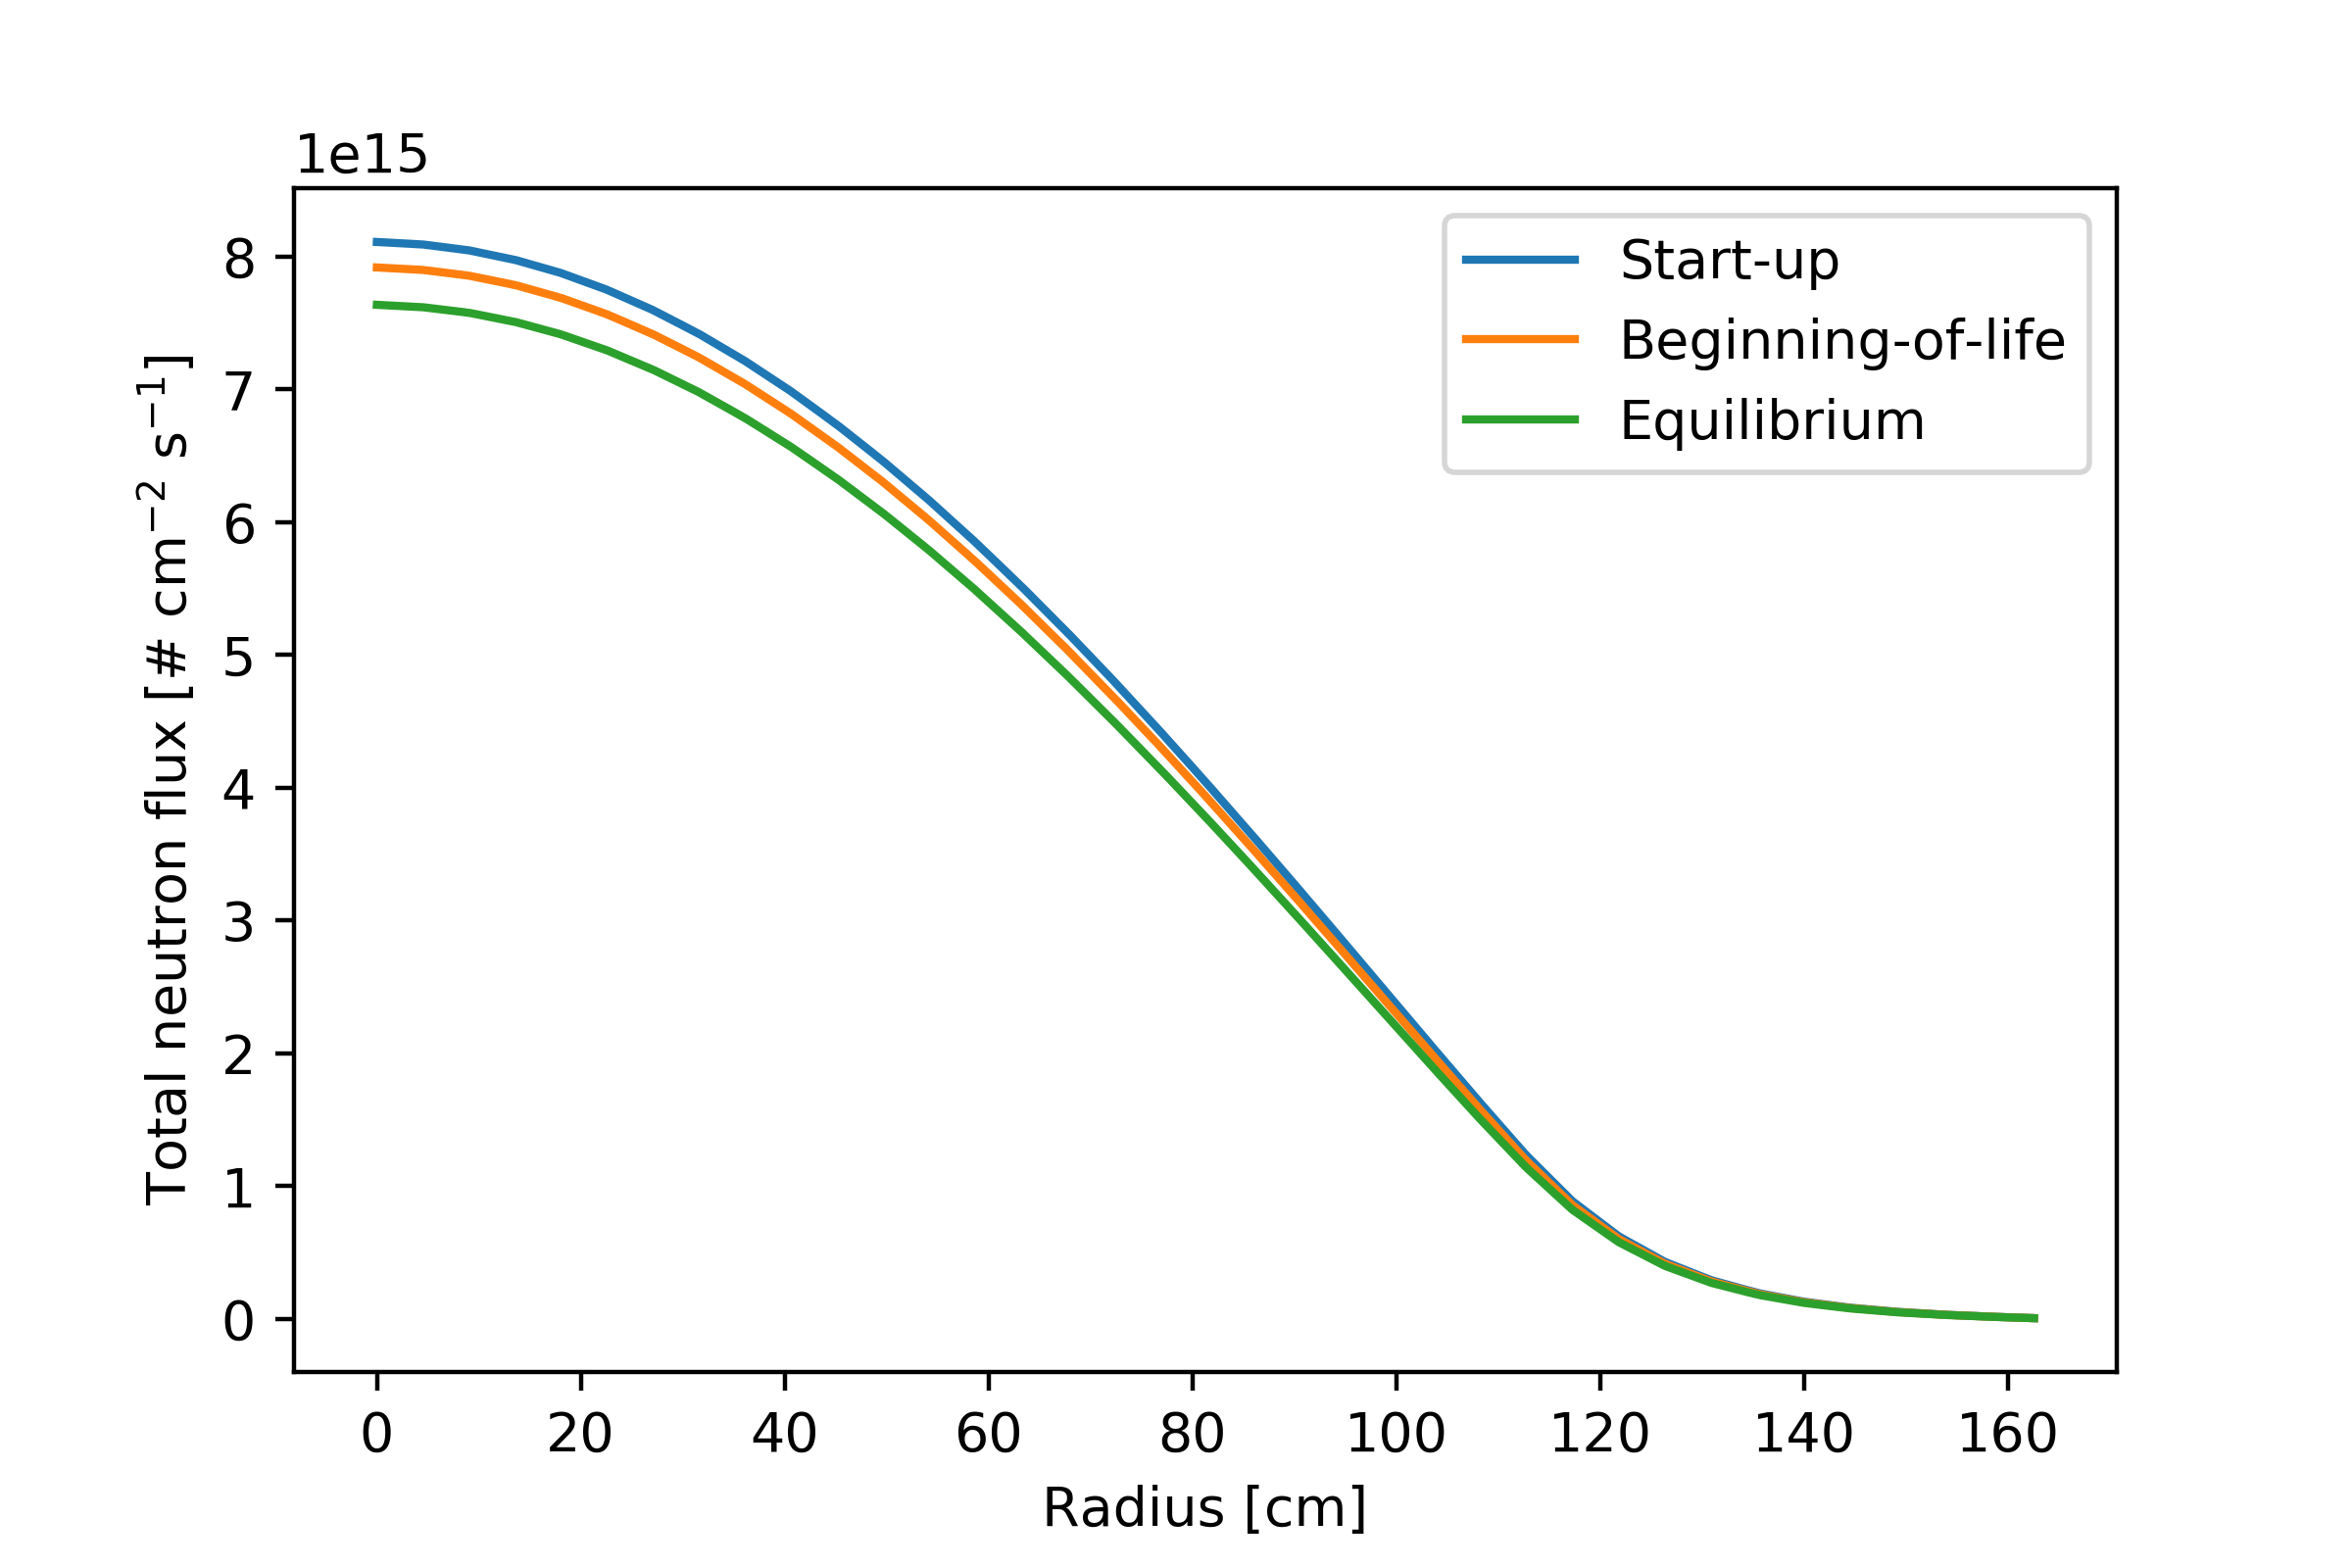 1e15
8
7
6
5
4
3
2
1
0
Total neutron flux [# cm⁻² s⁻¹]
Start-up
Beginning-of-life
Equilibrium
0 20 40 60 80 100 120 140 160
Radius [cm]